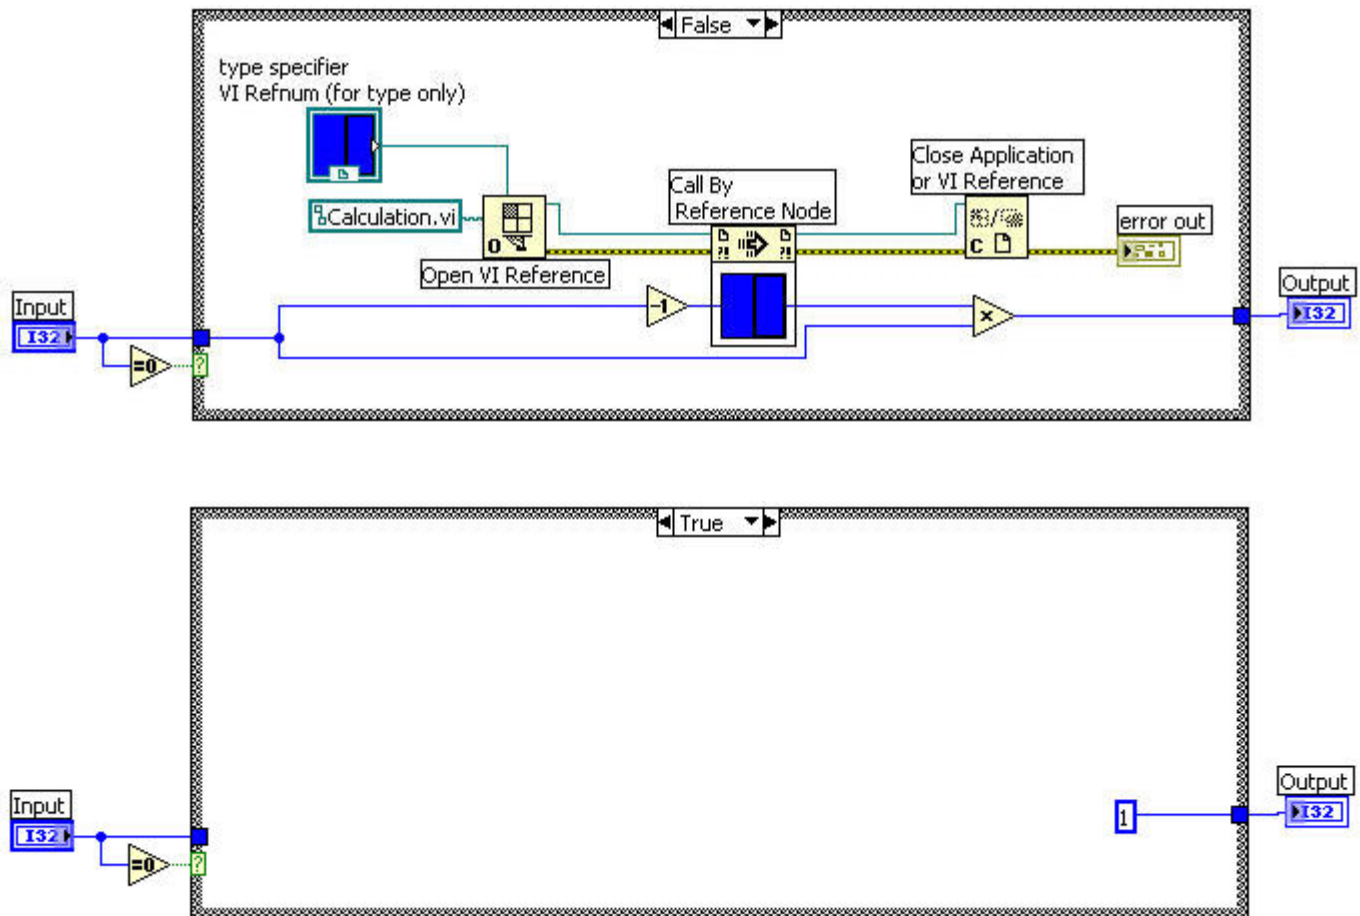 False
type specifier
VI Refnum (for type only)
Close Application
or VI Reference
Call By
Reference Node
Calculation.vi
O
?!
?!
C
error out
Open VI Reference
Input
I32
-1
x
Output
I32
=0
?
True
Input
I32
=0
?
1
Output
I32